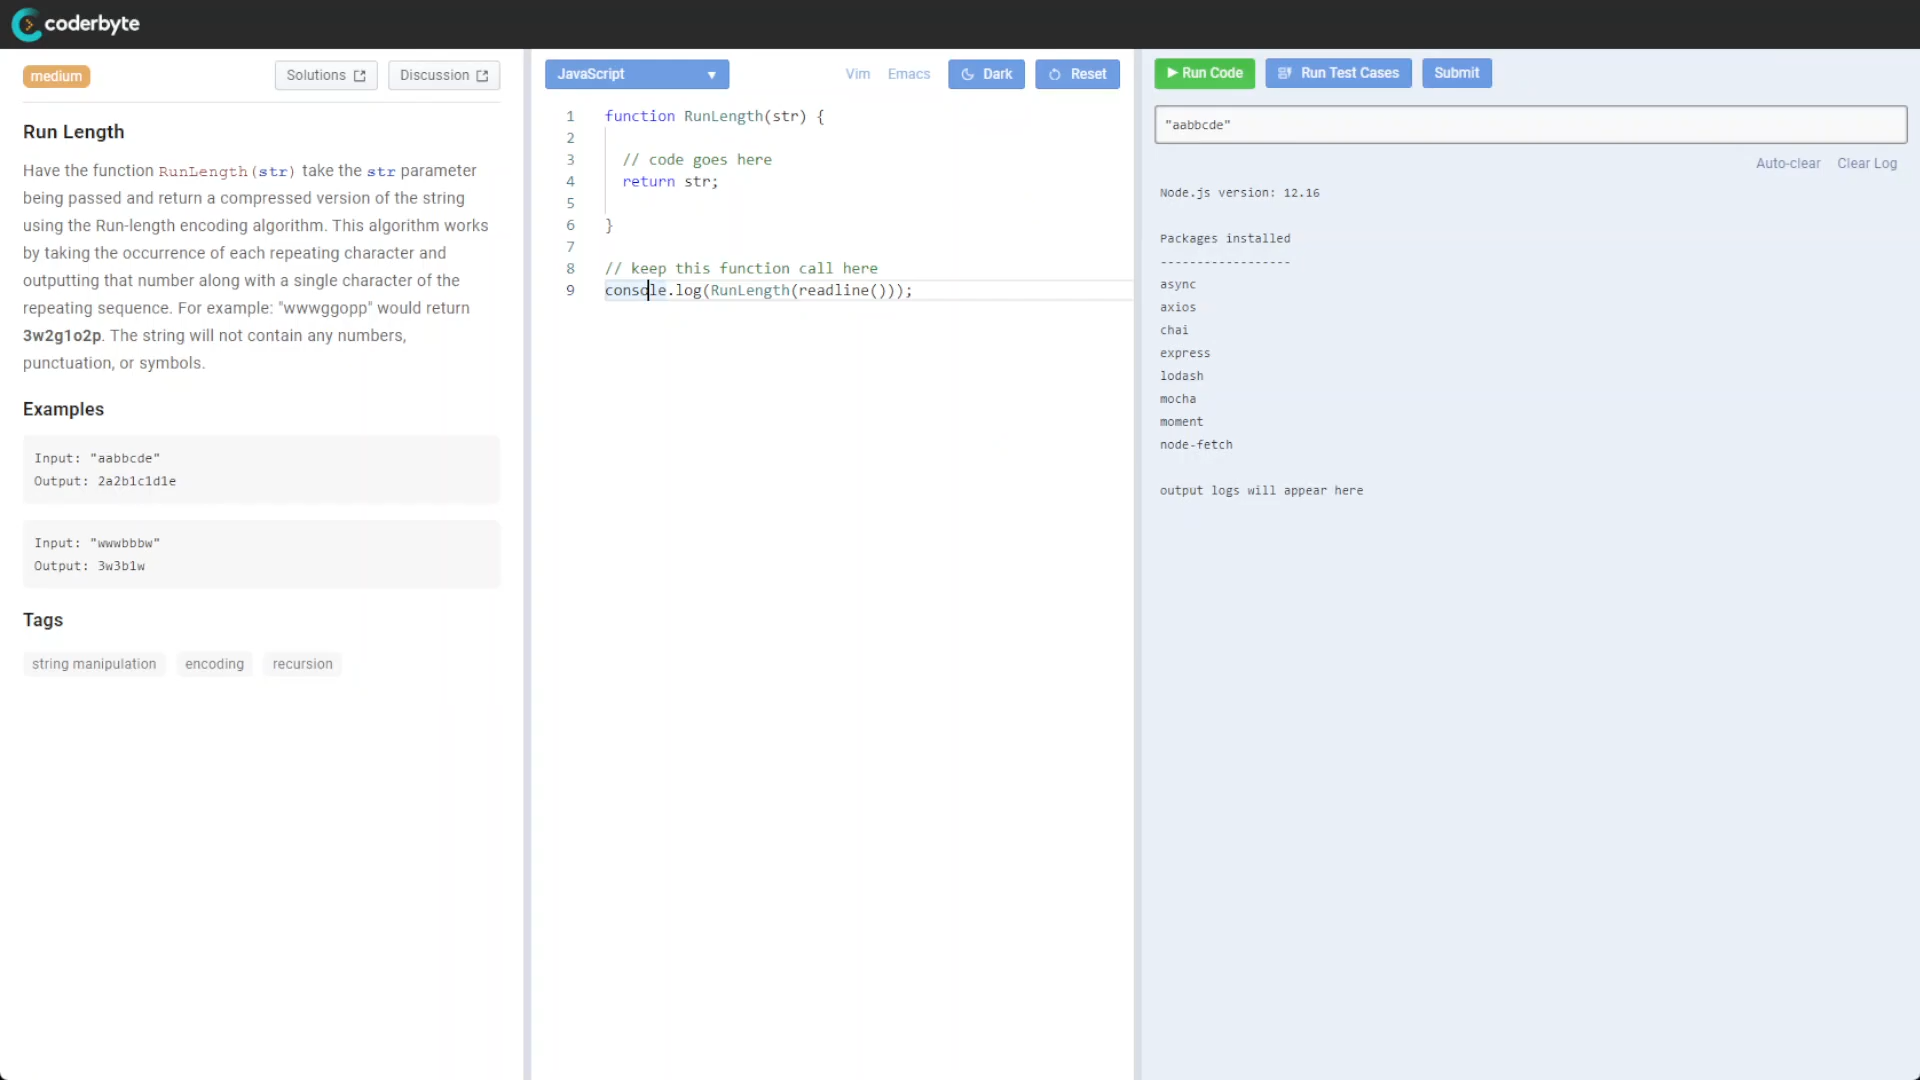 coderbyte
medium
Solutions
Discussion
Run Length
Have the function RunLength(str) take the str parameter
being passed and return a compressed version of the string
using the Run-length encoding algorithm. This algorithm works
by taking the occurrence of each repeating character and
outputting that number along with a single character of the
repeating sequence. For example: "wwwggopp" would return
3w2g1o2p. The string will not contain any numbers,
punctuation, or symbols.
Examples
Input: "aabbcde"
Output: 2a2b1c1d1e
Input: "wwwbbbw"
Output: 3w3b1w
Tags
string manipulation
encoding
recursion
JavaScript
Vim
Emacs
Dark
Reset
1 function RunLength(str) {
2
3 // code goes here
4 return str;
5
6 }
7
8 // keep this function call here
9 console.log(RunLength(readline()));
Run Code
Run Test Cases
Submit
"aabbcde"
Auto-clear
Clear Log
Node.js version: 12.16
Packages installed
------------------
async
axios
chai
express
lodash
mocha
moment
node-fetch
output logs will appear here